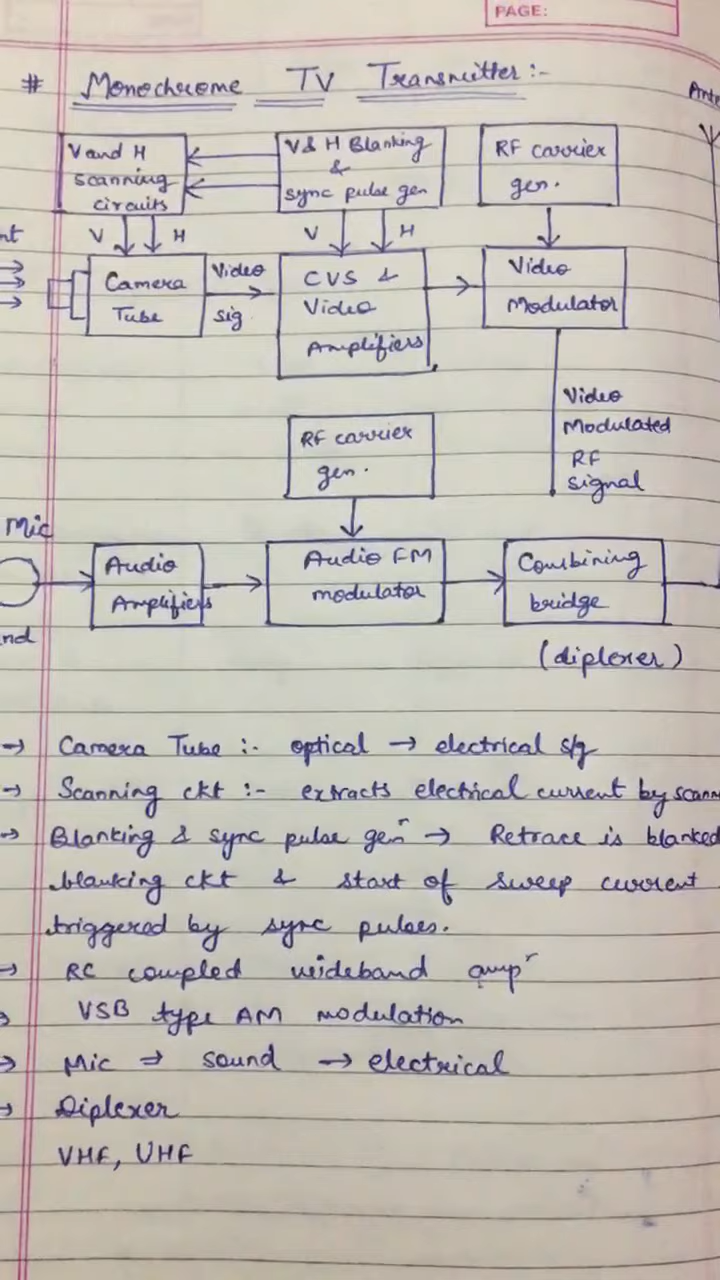 PAGE:
# Monochrome TV Transmitter :-
V and H
scanning
circuits
V & H Blanking
&
sync pulse gen
RF carrier
gen.
V H
V H
Camera
Tube
Video
sig
CVS &
Video
Amplifiers
Video
Modulator
Video
Modulated
RF
signal
RF carrier
gen.
Mic
Audio
Amplifiers
Audio FM
modulator
Combining
bridge
(diplexer)
→ Camera Tube :- optical → electrical s/g
→ Scanning ckt :- extracts electrical current by
→ Blanking & sync pulse genʳ → Retrace is blanked
blanking ckt & start of sweep current
triggered by sync pulses.
→ RC coupled wideband ampʳ
→ VSB type AM modulation
→ Mic → sound → electrical
→ Diplexer
VHF, UHF